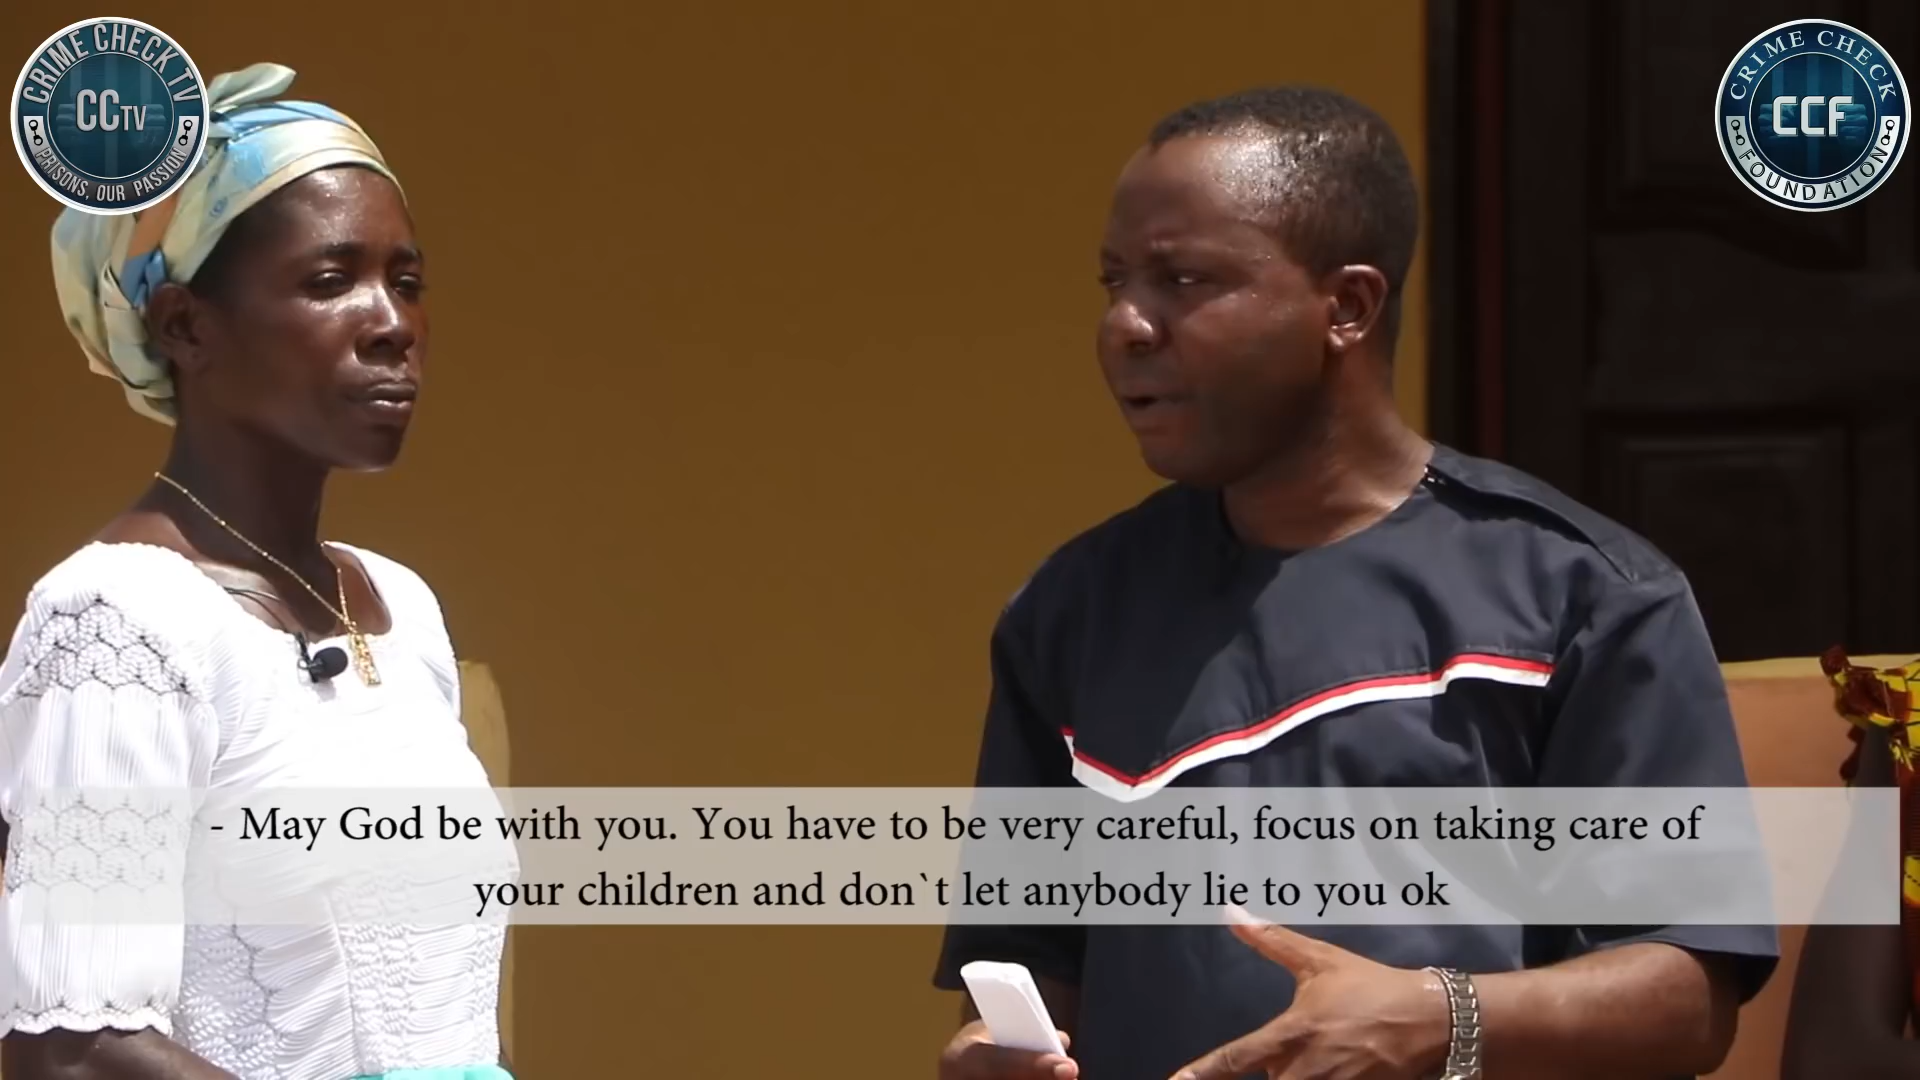 CRIME CHECK TV
CCTV
PRISONS, OUR PASSION
CRIME CHECK
CCF
FOUNDATION
- May God be with you. You have to be very careful, focus on taking care of
your children and don`t let anybody lie to you ok